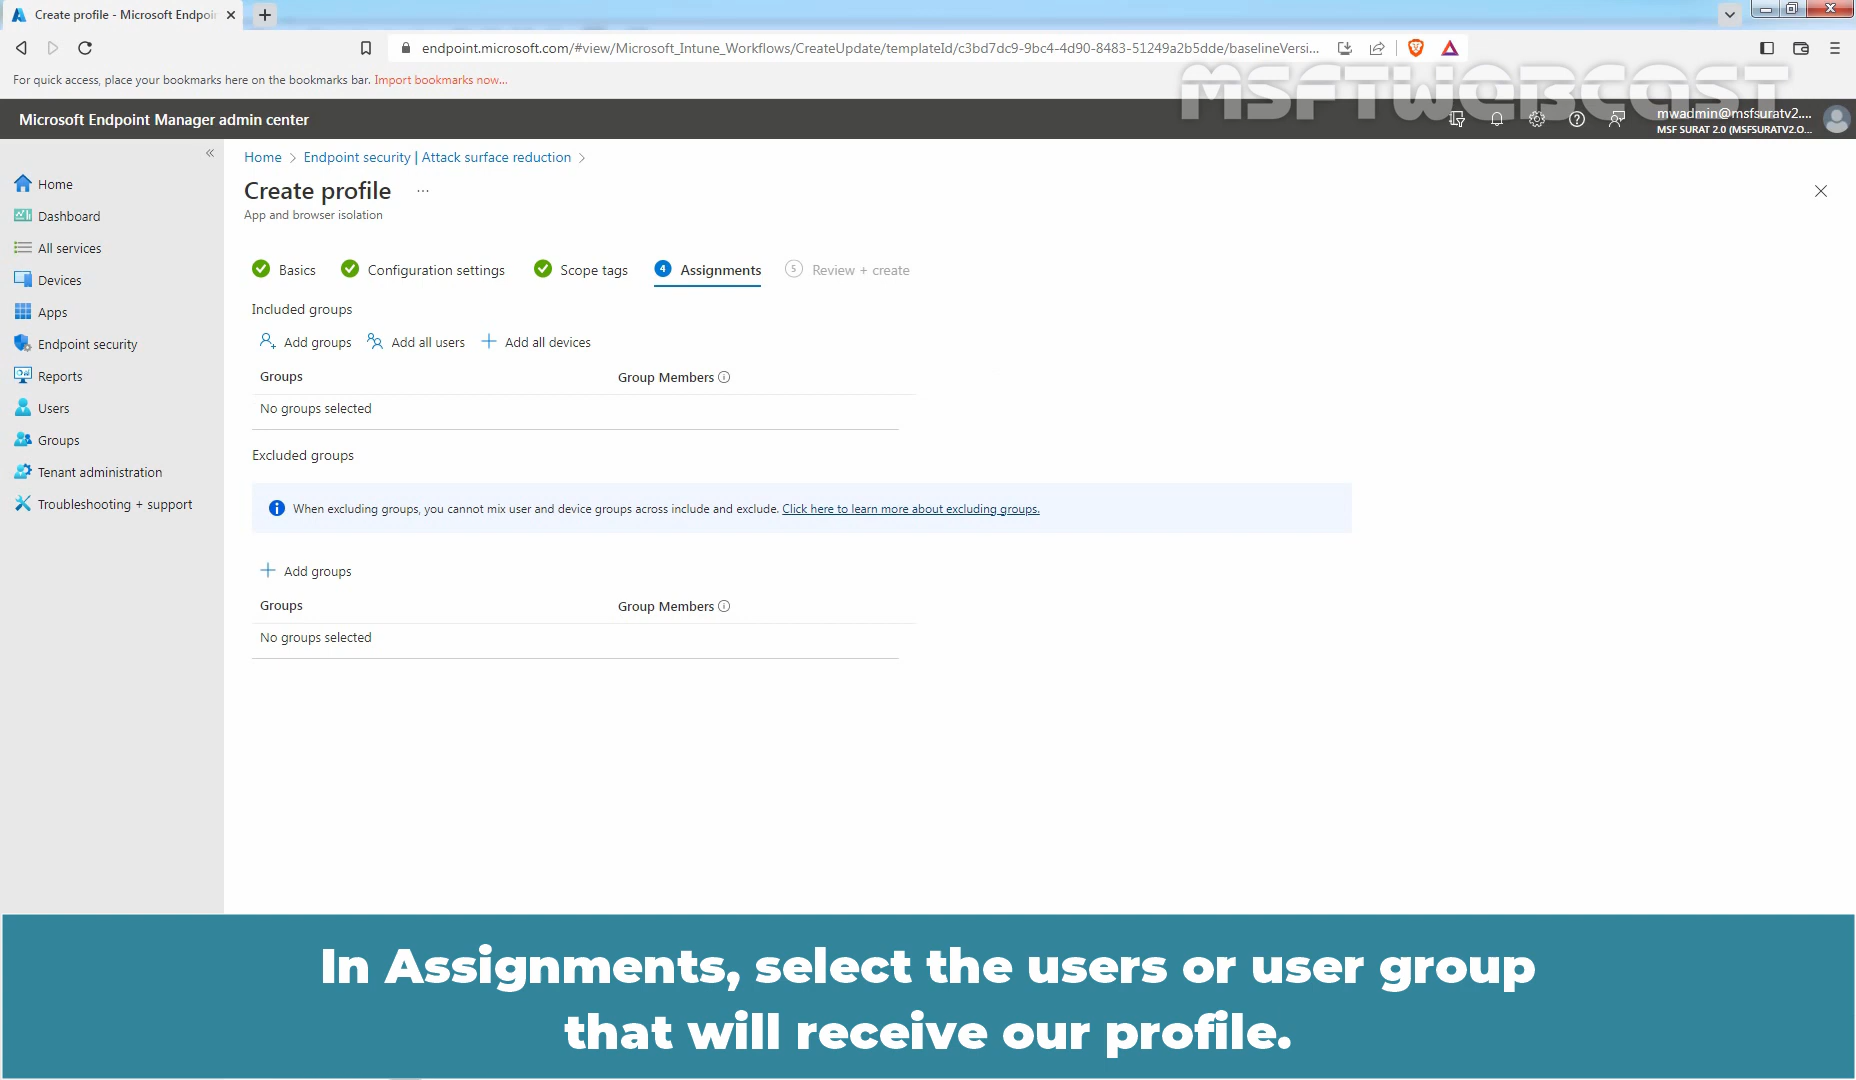 Create profile - Microsoft Endpoin
endpoint.microsoft.com/#view/Microsoft_Intune_Workflows/CreateUpdate/templateId/c3bd7dc9-9bc4-4d90-8483-51249a2b5dde/baselineVersi...
For quick access, place your bookmarks here on the bookmarks bar. Import bookmarks now...
MSFTWEBCAST
Microsoft Endpoint Manager admin center
mwadmin@msfsuratv2....
MSF SURAT 2.0 (MSFSURATV2.O...
Home
Dashboard
All services
Devices
Apps
Endpoint security
Reports
Users
Groups
Tenant administration
Troubleshooting + support
Home > Endpoint security | Attack surface reduction >
Create profile ...
App and browser isolation
Basics Configuration settings Scope tags 4 Assignments 5 Review + create
Included groups
Add groups Add all users Add all devices
Groups Group Members
No groups selected
Excluded groups
When excluding groups, you cannot mix user and device groups across include and exclude. Click here to learn more about excluding groups.
Add groups
Groups Group Members
No groups selected
In Assignments, select the users or user group
that will receive our profile.